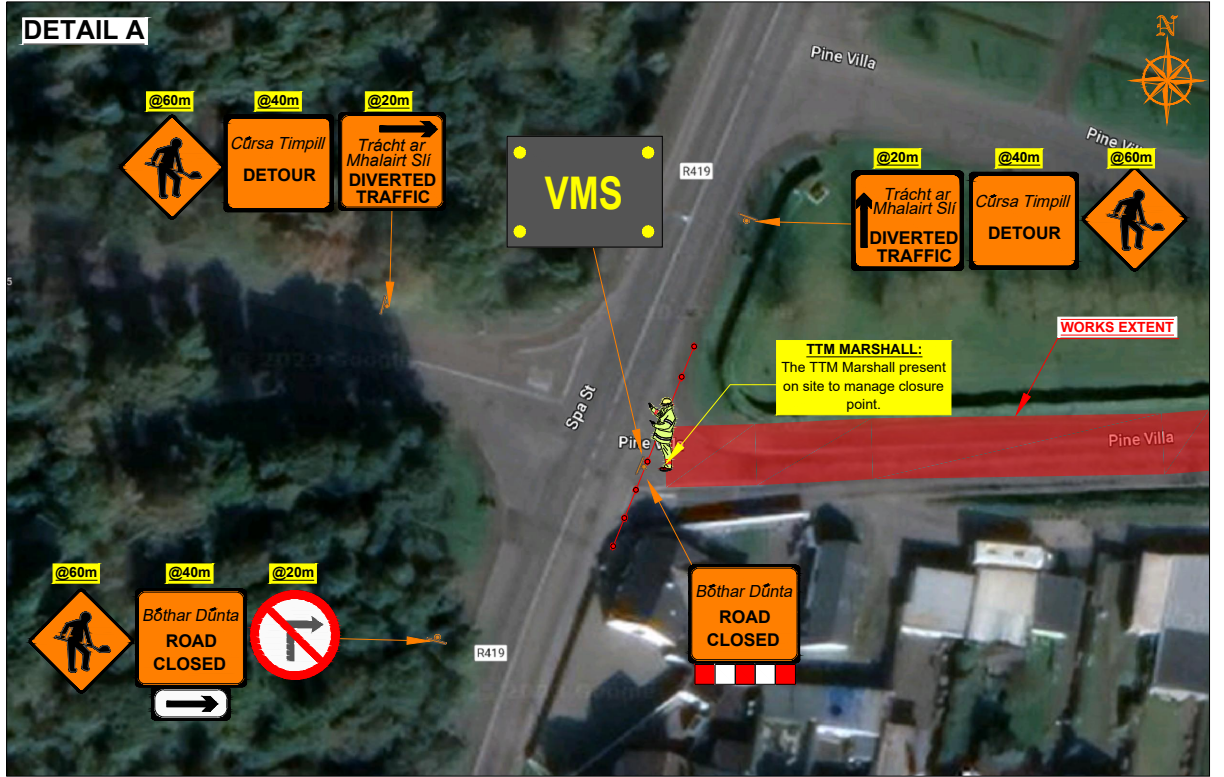 DETAIL A
N
Pine Villa
@60m
@40m
@20m
Cúrsa Timpill
DETOUR
Trácht ar
Mhalairt Slí
DIVERTED
TRAFFIC
VMS
R419
@20m
@40m
@60m
Trácht ar
Mhalairt Slí
DIVERTED
TRAFFIC
Cúrsa Timpill
DETOUR
WORKS EXTENT
TTM MARSHALL:
The TTM Marshall present
on site to manage closure
point.
Spa St
Pine Villa
@60m
@40m
@20m
Bóthar Dúnta
ROAD
CLOSED
R419
Bóthar Dúnta
ROAD
CLOSED